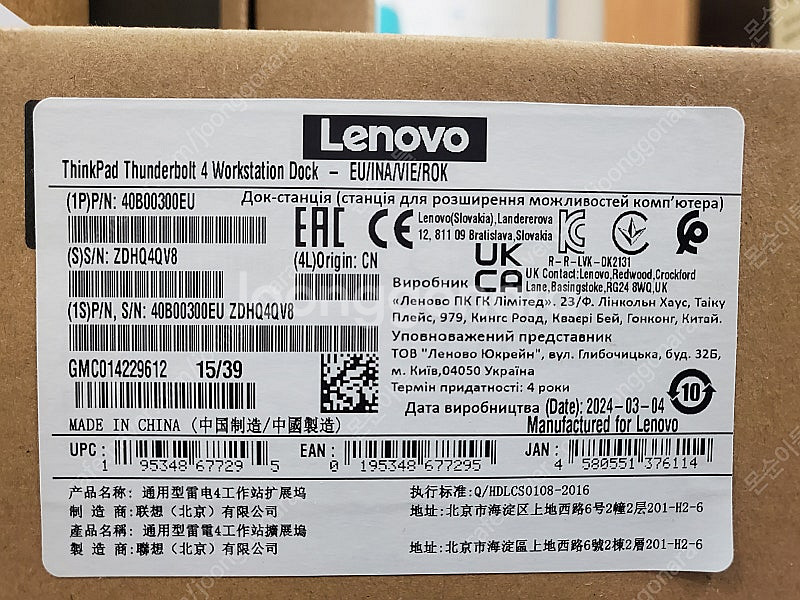 Lenovo
ThinkPad Thunderbolt 4 Workstation Dock – EU/INA/VIE/ROK
(1P)P/N: 40B00300EU
Док-станція (станція для розширення можливостей комп'ютера)
EAC CE
Lenovo(Slovakia),Landererova
12, 811 09 Bratislava,Slovakia
R-R-LVK-DK2131
(S)S/N: ZDHQ4QV8
(4L)Origin: CN
UK
CA
UK Contact:Lenovo,Redwood,Crockford
Lane,Basingstoke,RG24 8WQ,UK
(1S)P/N, S/N: 40B00300EU ZDHQ4QV8
Виробник
«Леново ПК ГК Лімітед». 23/Ф. Лінкольн Хаус, Таіку
Плейс, 979, Кингс Роад, Кваєрі Бей, Гонконг, Китай.
Уповноважений представник
ТОВ "Леново Юкрейн", вул. Глибочицька, буд. 32Б,
м. Київ,04050 Україна
Термін придатності: 4 роки
GMC014229612 15/39
10
Дата виробництва (Date): 2024-03-04
MADE IN CHINA (中国制造/中國製造)
Manufactured for Lenovo
UPC: 1 95348 67729 5
EAN: 0 195348 677295
JAN: 4 580551 376114
产品名称: 通用型雷电4工作站扩展坞
执行标准:Q/HDLCS0108-2016
制 造 商:联想（北京）有限公司
地址:北京市海淀区上地西路6号2幢2层201-H2-6
產品名稱: 通用型雷電4工作站擴展塢
製 造 商:聯想（北京）有限公司
地址:北京市海淀區上地西路6號2棟2層201-H2-6
joonggonara